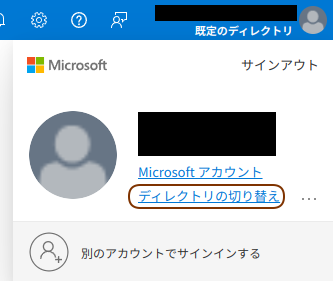 既定のディレクトリ
Microsoft
サインアウト
Microsoft アカウント
ディレクトリの切り替え
...
別のアカウントでサインインする